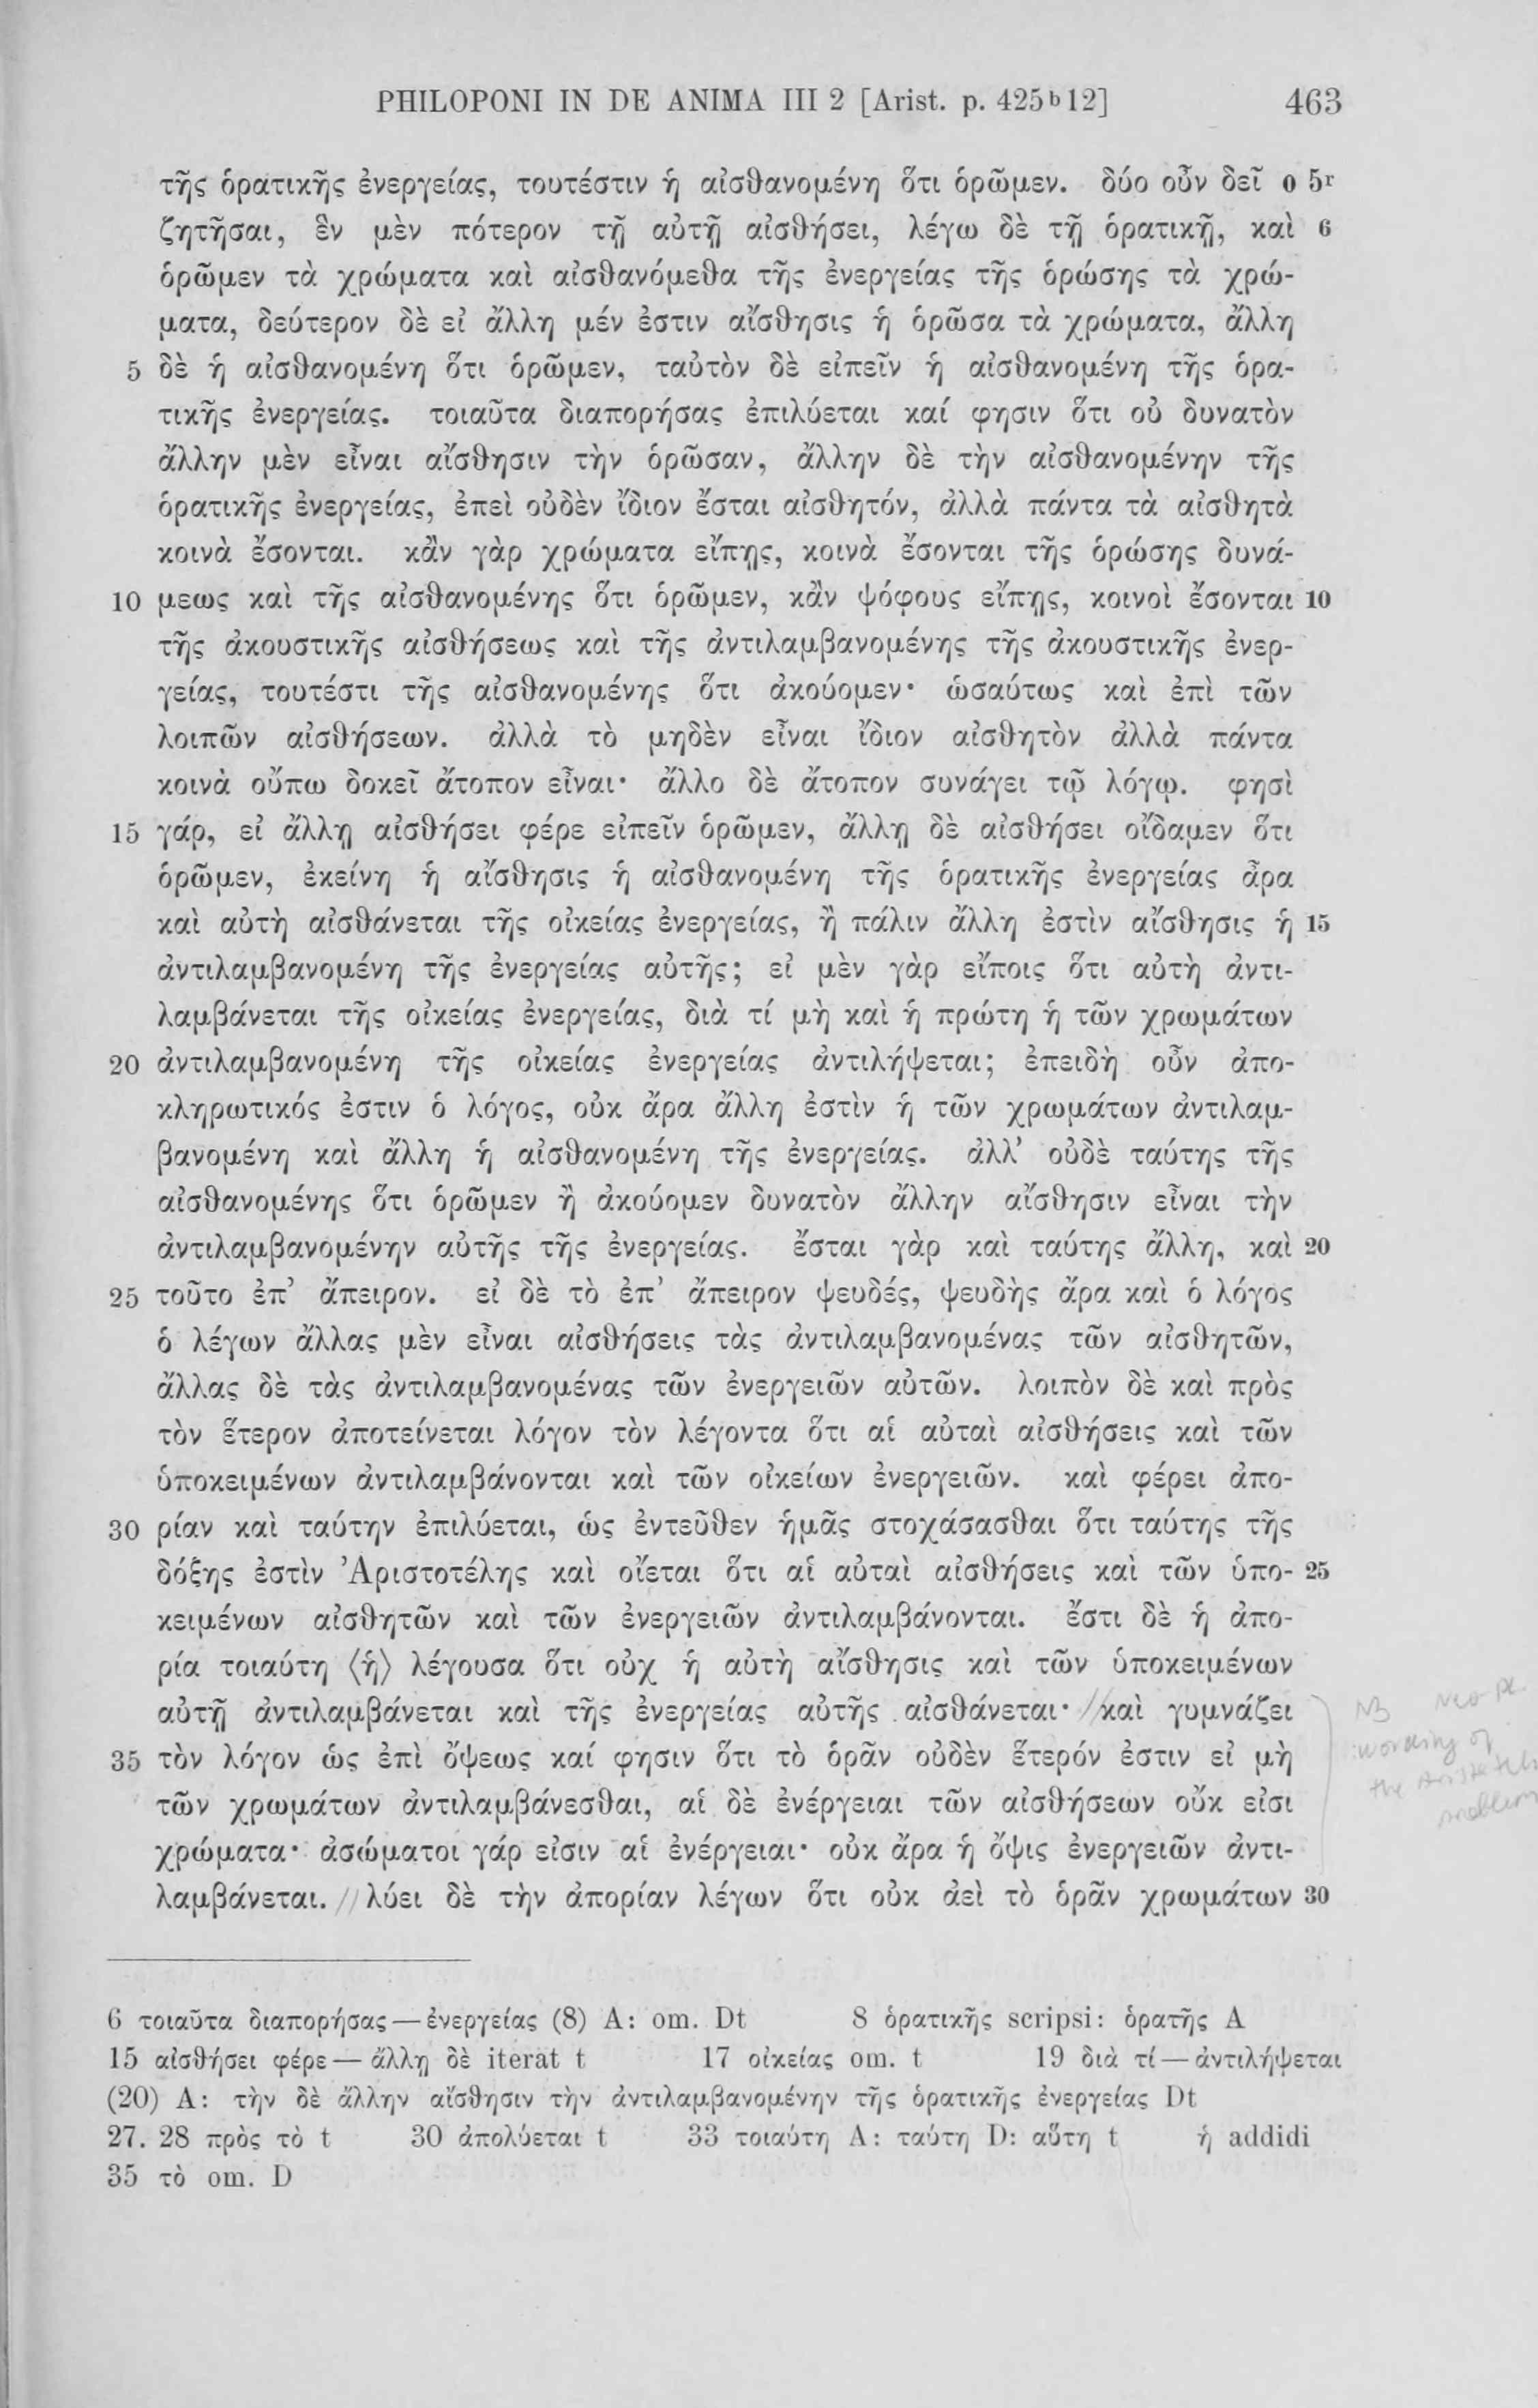 PHILOPONI IN DE ANIMA III 2 [Arist. p. 425 b 12] 463
τῆς ὁρατικῆς ἐνεργείας, τουτέστιν ἡ αἰσθανομένη ὅτι ὁρῶμεν. δύο οὖν δεῖ ο 5r
ζητῆσαι, ἓν μὲν πότερον τῇ αὐτῇ αἰσθήσει, λέγω δὲ τῇ ὁρατικῇ, καὶ 6
ὁρῶμεν τὰ χρώματα καὶ αἰσθανόμεθα τῆς ἐνεργείας τῆς ὁρώσης τὰ χρώ-
ματα, δεύτερον δὲ εἰ ἄλλη μέν ἐστιν αἴσθησις ἡ ὁρῶσα τὰ χρώματα, ἄλλη
5 δὲ ἡ αἰσθανομένη ὅτι ὁρῶμεν, ταὐτὸν δὲ εἰπεῖν ἡ αἰσθανομένη τῆς ὁρα-
τικῆς ἐνεργείας. τοιαῦτα διαπορήσας ἐπιλύεται καί φησιν ὅτι οὐ δυνατὸν
ἄλλην μὲν εἶναι αἴσθησιν τὴν ὁρῶσαν, ἄλλην δὲ τὴν αἰσθανομένην τῆς
ὁρατικῆς ἐνεργείας, ἐπεὶ οὐδὲν ἴδιον ἔσται αἰσθητόν, ἀλλὰ πάντα τὰ αἰσθητὰ
κοινὰ ἔσονται. κἂν γὰρ χρώματα εἴπῃς, κοινὰ ἔσονται τῆς ὁρώσης δυνά-
10 μεως καὶ τῆς αἰσθανομένης ὅτι ὁρῶμεν, κἂν ψόφους εἴπῃς, κοινοὶ ἔσονται 10
τῆς ἀκουστικῆς αἰσθήσεως καὶ τῆς ἀντιλαμβανομένης τῆς ἀκουστικῆς ἐνερ-
γείας, τουτέστι τῆς αἰσθανομένης ὅτι ἀκούομεν· ὡσαύτως καὶ ἐπὶ τῶν
λοιπῶν αἰσθήσεων. ἀλλὰ τὸ μηδὲν εἶναι ἴδιον αἰσθητὸν ἀλλὰ πάντα
κοινὰ οὔπω δοκεῖ ἄτοπον εἶναι· ἄλλο δὲ ἄτοπον συνάγει τῷ λόγῳ. φησὶ
15 γάρ, εἰ ἄλλῃ αἰσθήσει φέρε εἰπεῖν ὁρῶμεν, ἄλλῃ δὲ αἰσθήσει οἴδαμεν ὅτι
ὁρῶμεν, ἐκείνη ἡ αἴσθησις ἡ αἰσθανομένη τῆς ὁρατικῆς ἐνεργείας ἆρα
καὶ αὐτὴ αἰσθάνεται τῆς οἰκείας ἐνεργείας, ἢ πάλιν ἄλλη ἐστὶν αἴσθησις ἡ 15
ἀντιλαμβανομένη τῆς ἐνεργείας αὐτῆς; εἰ μὲν γὰρ εἴποις ὅτι αὐτὴ ἀντι-
λαμβάνεται τῆς οἰκείας ἐνεργείας, διὰ τί μὴ καὶ ἡ πρώτη ἡ τῶν χρωμάτων
20 ἀντιλαμβανομένη τῆς οἰκείας ἐνεργείας ἀντιλήψεται; ἐπειδὴ οὖν ἀπο-
κληρωτικός ἐστιν ὁ λόγος, οὐκ ἄρα ἄλλη ἐστὶν ἡ τῶν χρωμάτων ἀντιλαμ-
βανομένη καὶ ἄλλη ἡ αἰσθανομένη τῆς ἐνεργείας. ἀλλ’ οὐδὲ ταύτης τῆς
αἰσθανομένης ὅτι ὁρῶμεν ἢ ἀκούομεν δυνατὸν ἄλλην αἴσθησιν εἶναι τὴν
ἀντιλαμβανομένην αὐτῆς τῆς ἐνεργείας. ἔσται γὰρ καὶ ταύτης ἄλλη, καὶ 20
25 τοῦτο ἐπ’ ἄπειρον. εἰ δὲ τὸ ἐπ’ ἄπειρον ψευδές, ψευδὴς ἄρα καὶ ὁ λόγος
ὁ λέγων ἄλλας μὲν εἶναι αἰσθήσεις τὰς ἀντιλαμβανομένας τῶν αἰσθητῶν,
ἄλλας δὲ τὰς ἀντιλαμβανομένας τῶν ἐνεργειῶν αὐτῶν. λοιπὸν δὲ καὶ πρὸς
τὸν ἕτερον ἀποτείνεται λόγον τὸν λέγοντα ὅτι αἱ αὐταὶ αἰσθήσεις καὶ τῶν
ὑποκειμένων ἀντιλαμβάνονται καὶ τῶν οἰκείων ἐνεργειῶν. καὶ φέρει ἀπο-
30 ρίαν καὶ ταύτην ἐπιλύεται, ὡς ἐντεῦθεν ἡμᾶς στοχάσασθαι ὅτι ταύτης τῆς
δόξης ἐστὶν Ἀριστοτέλης καὶ οἴεται ὅτι αἱ αὐταὶ αἰσθήσεις καὶ τῶν ὑπο- 25
κειμένων αἰσθητῶν καὶ τῶν ἐνεργειῶν ἀντιλαμβάνονται. ἔστι δὲ ἡ ἀπο-
ρία τοιαύτη ⟨ἡ⟩ λέγουσα ὅτι οὐχ ἡ αὐτὴ αἴσθησις καὶ τῶν ὑποκειμένων
αὐτῇ ἀντιλαμβάνεται καὶ τῆς ἐνεργείας αὐτῆς αἰσθάνεται· // καὶ γυμνάζει
35 τὸν λόγον ὡς ἐπὶ ὄψεως καί φησιν ὅτι τὸ ὁρᾶν οὐδὲν ἕτερόν ἐστιν εἰ μὴ
τῶν χρωμάτων ἀντιλαμβάνεσθαι, αἱ δὲ ἐνέργειαι τῶν αἰσθήσεων οὔκ εἰσι
χρώματα· ἀσώματοι γάρ εἰσιν αἱ ἐνέργειαι· οὐκ ἄρα ἡ ὄψις ἐνεργειῶν ἀντι-
λαμβάνεται. // λύει δὲ τὴν ἀπορίαν λέγων ὅτι οὐκ ἀεὶ τὸ ὁρᾶν χρωμάτων 30
NB Neo Pl.
wording of
the Aristotel
problem
6 τοιαῦτα διαπορήσας — ἐνεργείας (8) A: om. Dt 8 ὁρατικῆς scripsi: ὁρατῆς A
15 αἰσθήσει φέρε — ἄλλῃ δὲ iterat t 17 οἰκείας om. t 19 διὰ τί — ἀντιλήψεται
(20) A: τὴν δὲ ἄλλην αἴσθησιν τὴν ἀντιλαμβανομένην τῆς ὁρατικῆς ἐνεργείας Dt
27. 28 πρὸς τὸ t 30 ἀπολύεται t 33 τοιαύτη A: ταύτη D: αὕτη t ἡ addidi
35 τὸ om. D